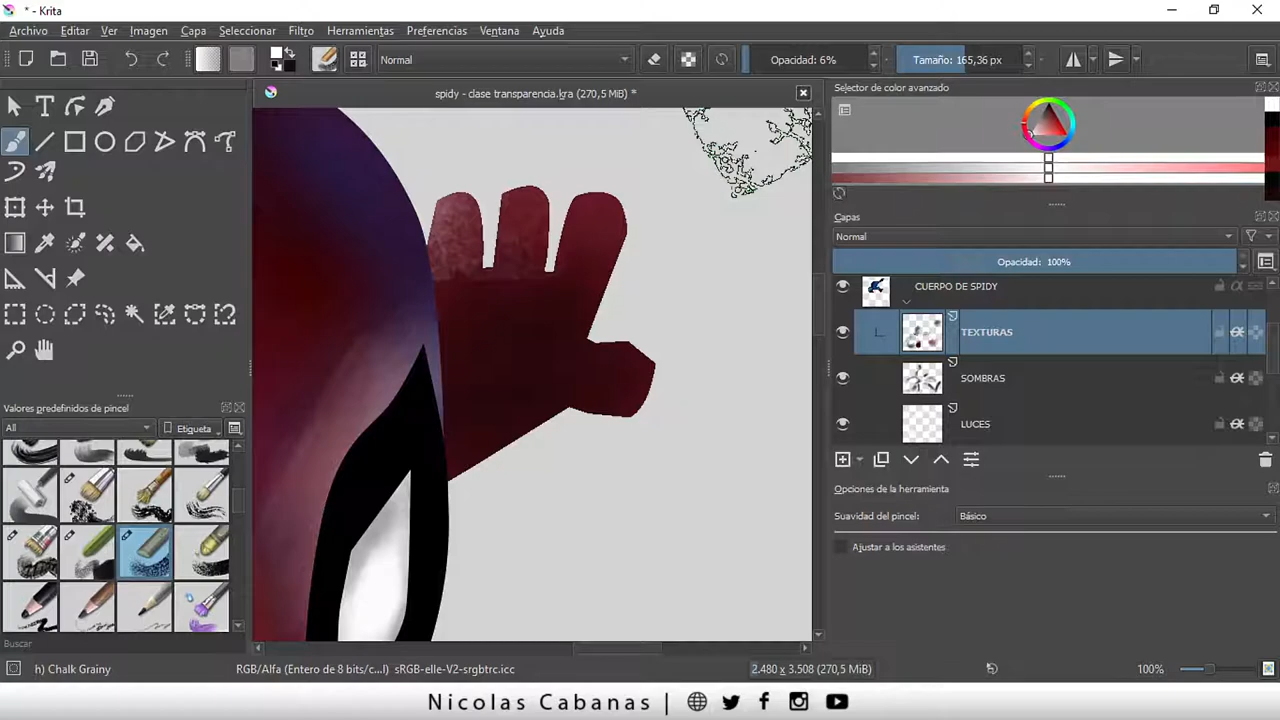 * - Krita
Archivo Editar Ver Imagen Capa Seleccionar Filtro Herramientas Preferencias Ventana Ayuda
Normal Opacidad: 6% Tamaño: 165,36 px
spidy - clase transparencia.kra (270,5 MiB) *
Selector de color avanzado
Capas
Normal
Opacidad: 100%
CUERPO DE SPIDY
TEXTURAS
SOMBRAS
LUCES
Valores predefinidos de pincel
All Etiqueta
Opciones de la herramienta
Suavidad del pincel: Básico
Ajustar a los asistentes
Buscar
h) Chalk Grainy RGB/Alfa (Entero de 8 bits/c...l) sRGB-elle-V2-srgbtrc.icc 2.480 x 3.508 (270,5 MiB) 100%
Nicolas Cabanas |